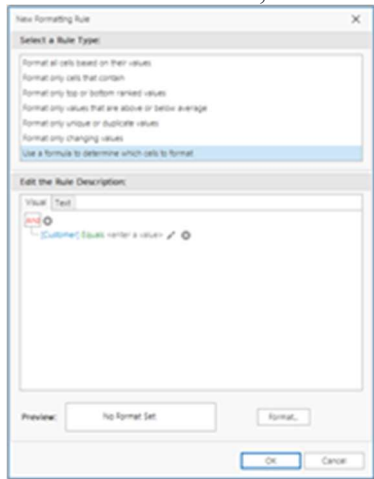 New Formatting Rule
Select a Rule Type:
Format all cells based on their values
Format only cells that contain
Format only top or bottom ranked values
Format only values that are above or below average
Format only unique or duplicate values
Format only changing values
Use a formula to determine which cells to format
Edit the Rule Description:
Visual Text
And
[Customer] Equals <enter a value>
Preview: No Format Set Format...
OK Cancel